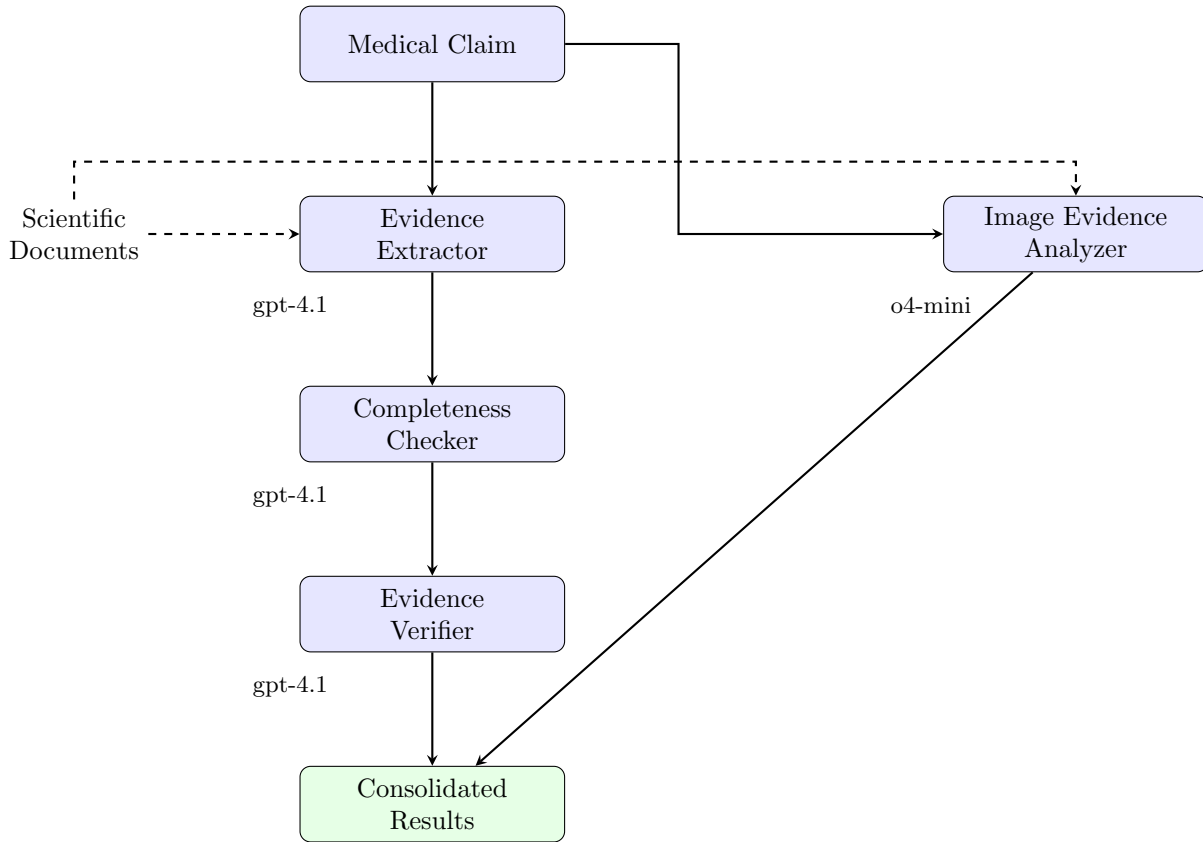 Medical Claim
Scientific
Documents
Evidence
Extractor
Image Evidence
Analyzer
gpt-4.1
o4-mini
Completeness
Checker
gpt-4.1
Evidence
Verifier
gpt-4.1
Consolidated
Results